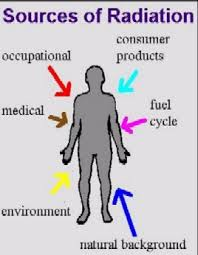 Sources of Radiation
consumer
products
occupational
medical
fuel
cycle
environment
natural background